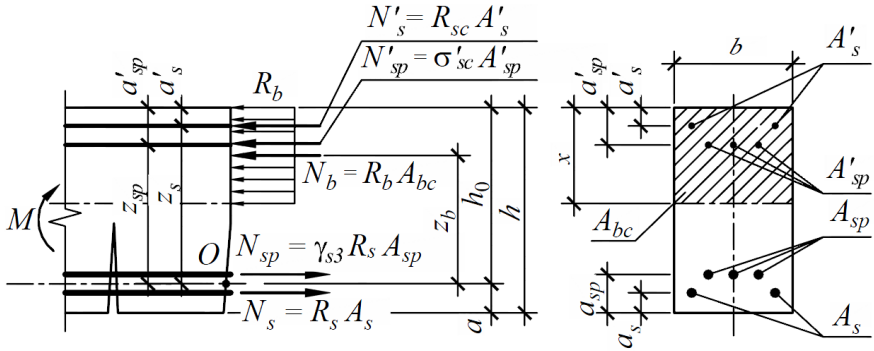 N's = Rsc A's
N'sp = σ'sc A'sp
a'sp
a's
Rb
b
A's
a'sp
a's
x
zsp
zs
Nb = Rb Abc
zb
h0
h
A'sp
M
Abc
Asp
O
Nsp = γs3 Rs Asp
asp
as
Ns = Rs As
a
As